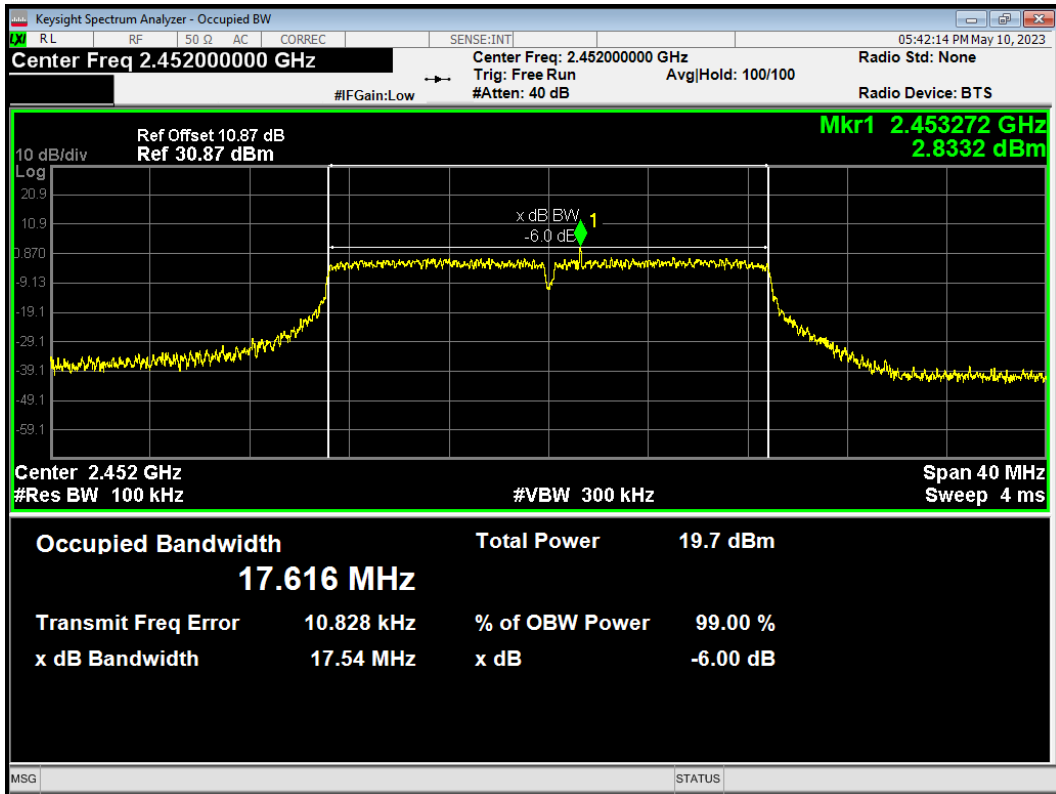 Keysight Spectrum Analyzer - Occupied BW
LXI RL RF 50 Ω AC CORREC SENSE:INT 05:42:14 PM May 10, 2023
Center Freq 2.452000000 GHz
Center Freq: 2.452000000 GHz Radio Std: None
Trig: Free Run Avg|Hold: 100/100
#IFGain:Low #Atten: 40 dB Radio Device: BTS
Ref Offset 10.87 dB Mkr1 2.453272 GHz
10 dB/div Ref 30.87 dBm 2.8332 dBm
Log
20.9
x dB BW 1
10.9
-6.0 dB
0.870
-9.13
-19.1
-29.1
-39.1
-49.1
-59.1
Center 2.452 GHz Span 40 MHz
#Res BW 100 kHz #VBW 300 kHz Sweep 4 ms
Occupied Bandwidth Total Power 19.7 dBm
17.616 MHz
Transmit Freq Error 10.828 kHz % of OBW Power 99.00 %
x dB Bandwidth 17.54 MHz x dB -6.00 dB
MSG STATUS